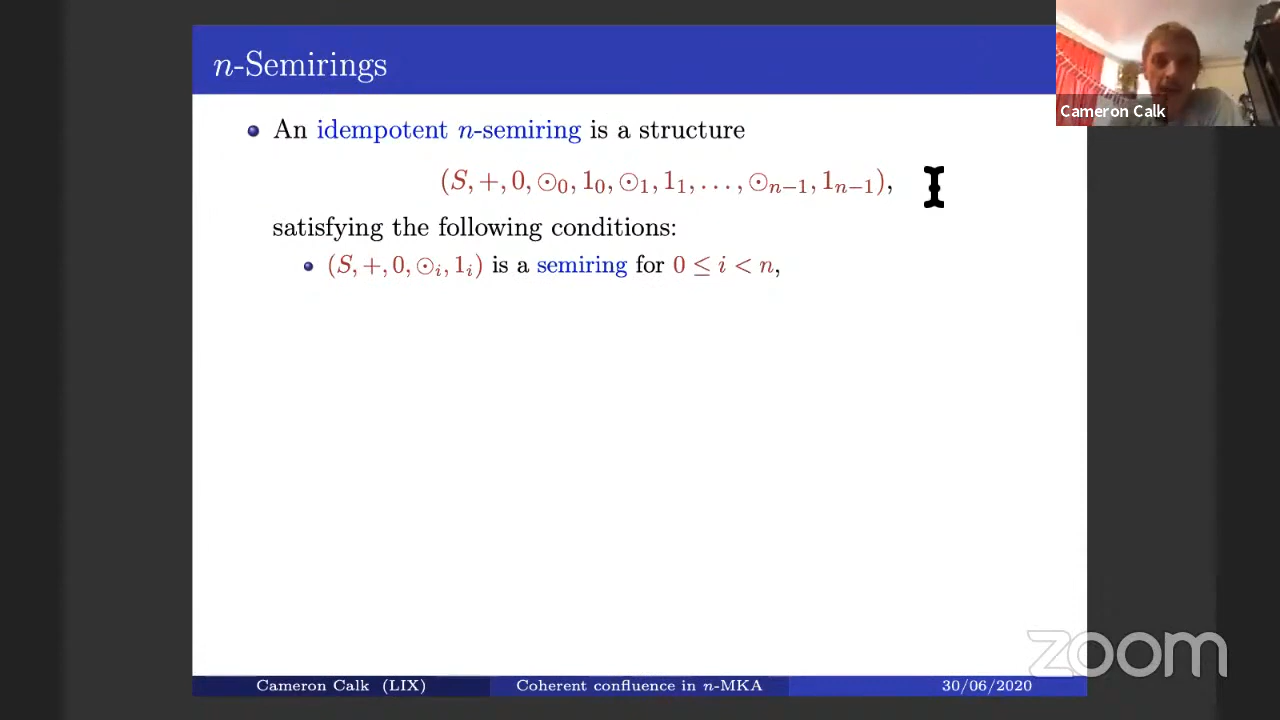 n-Semirings
Cameron Calk
• An idempotent n-semiring is a structure
(S, +, 0, ⊙₀, 1₀, ⊙₁, 1₁, . . . , ⊙ₙ₋₁, 1ₙ₋₁),
satisfying the following conditions:
• (S, +, 0, ⊙ᵢ, 1ᵢ) is a semiring for 0 ≤ i < n,
zoom
Cameron Calk (LIX) Coherent confluence in n-MKA 30/06/2020